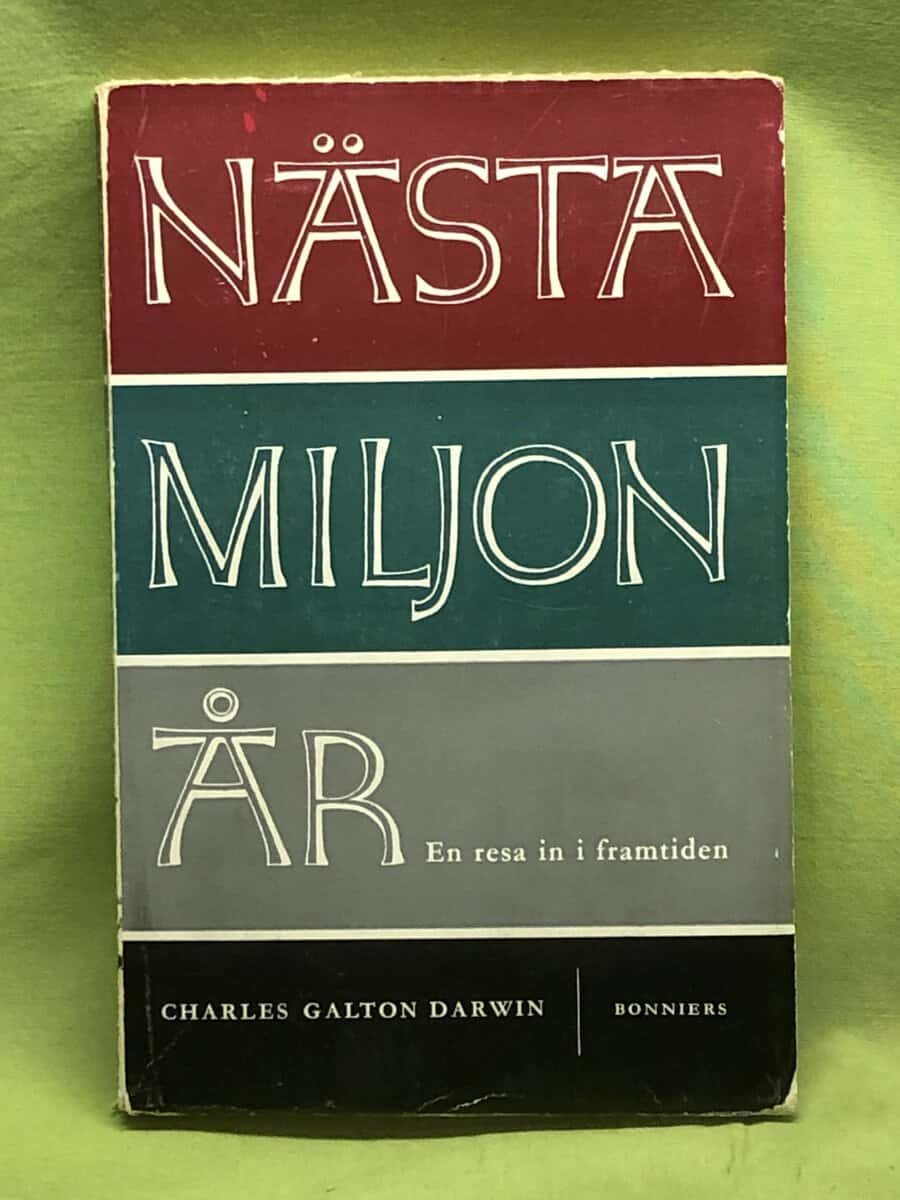 NÄSTA
MILJON
ÅR
En resa in i framtiden
CHARLES GALTON DARWIN
BONNIERS